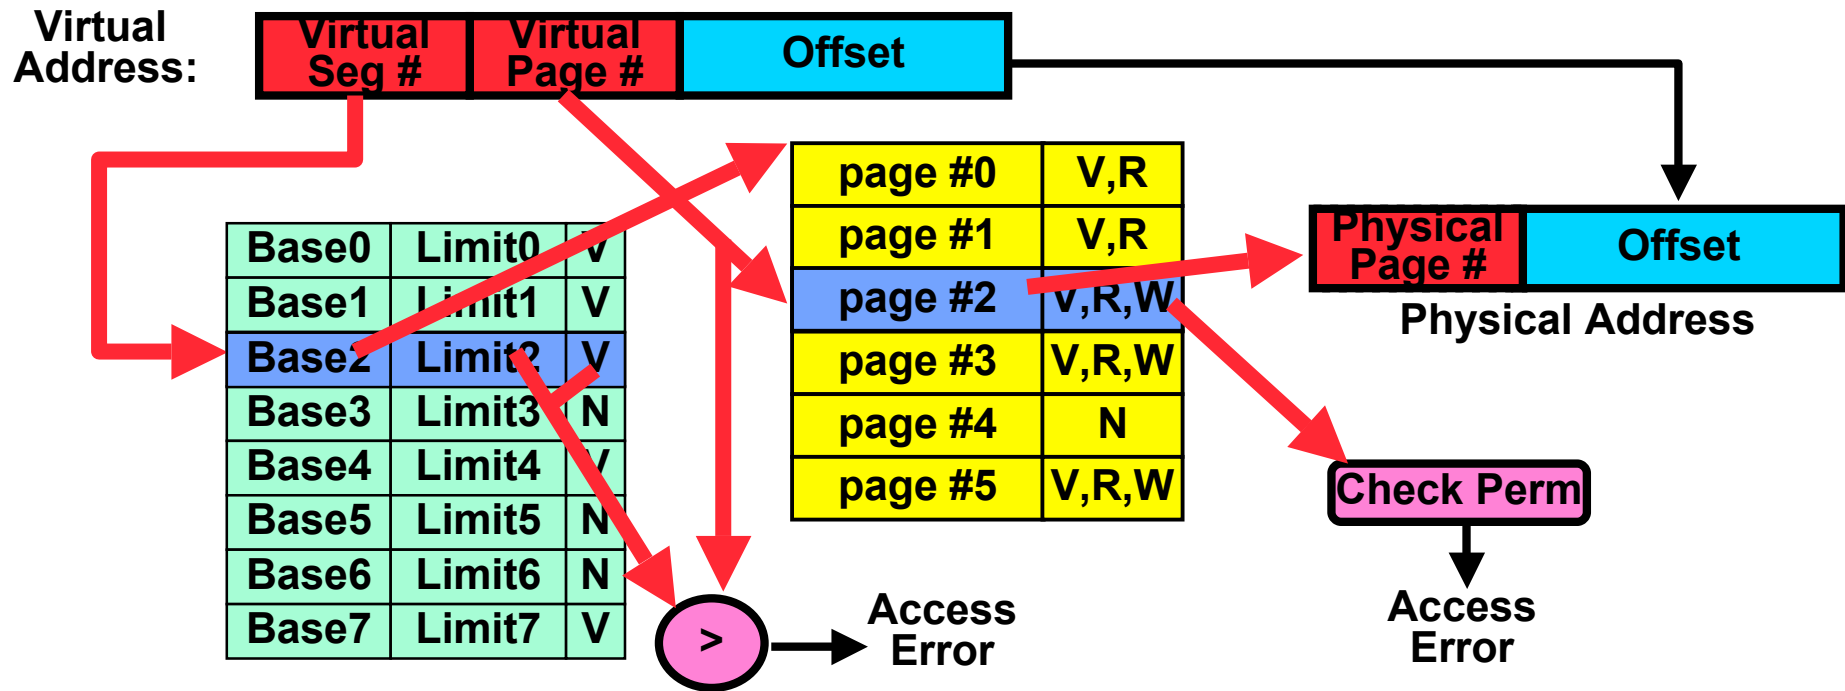 Virtual
Address:
Virtual
Seg #
Virtual
Page #
Offset
Base0 Limit0 V
Base1 Limit1 V
Base2 Limit2 V
Base3 Limit3 N
Base4 Limit4 V
Base5 Limit5 N
Base6 Limit6 N
Base7 Limit7 V
page #0 V,R
page #1 V,R
page #2 V,R,W
page #3 V,R,W
page #4 N
page #5 V,R,W
Physical
Page #
Offset
Physical Address
>
Access
Error
Check Perm
Access
Error